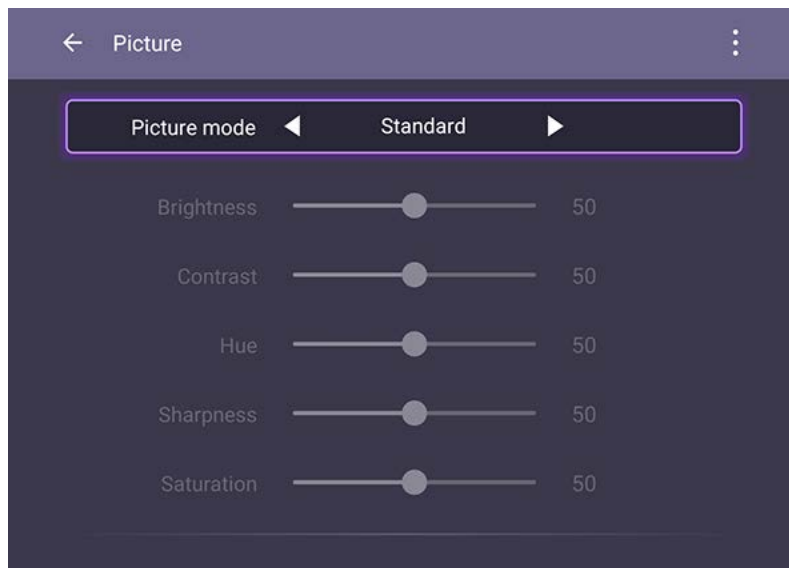 Picture
Picture mode Standard
Brightness 50
Contrast 50
Hue 50
Sharpness 50
Saturation 50